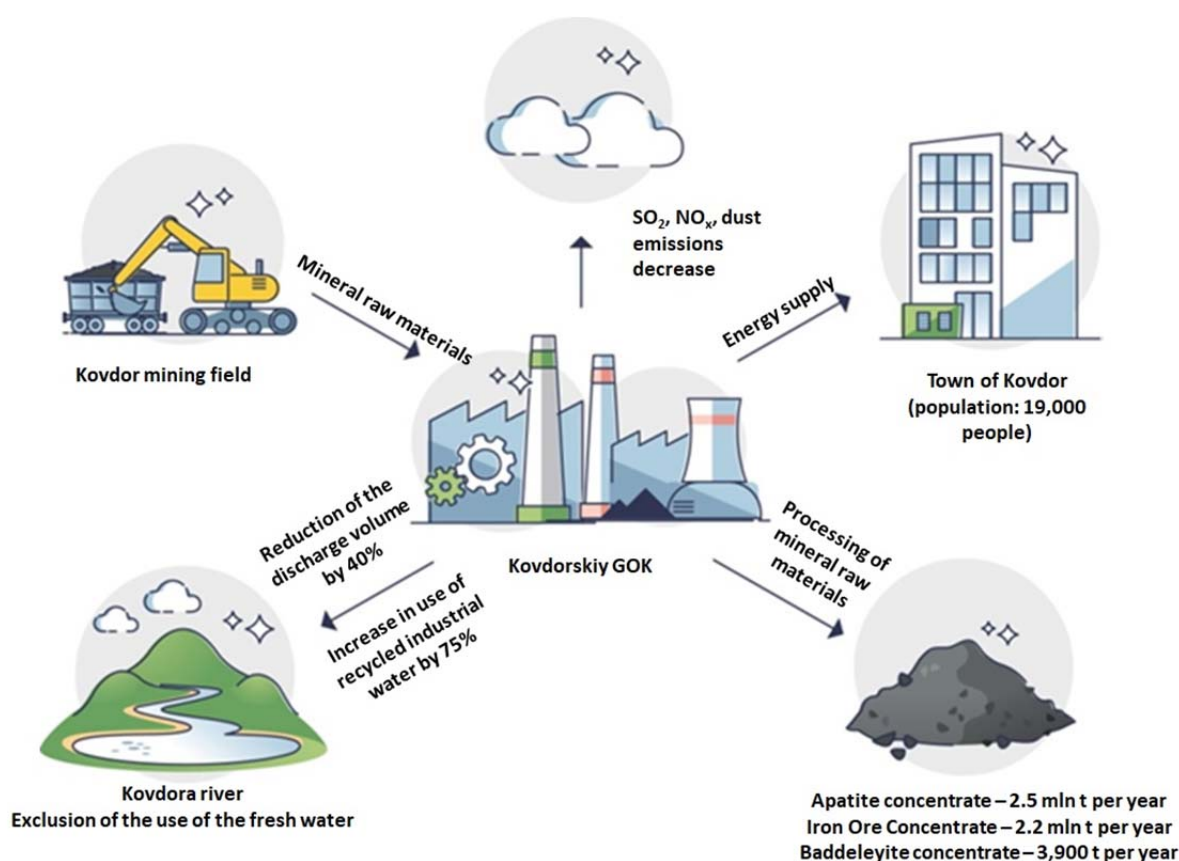 SO₂, NOₓ, dust
emissions
decrease
Mineral raw materials
Energy supply
Kovdor mining field
Town of Kovdor
(population: 19,000
people)
Reduction of the
discharge volume
by 40%
Kovdorskiy GOK
Processing of
mineral raw
materials
Increase in use of
recycled industrial
water by 75%
Kovdora river
Exclusion of the use of the fresh water
Apatite concentrate – 2.5 mln t per year
Iron Ore Concentrate – 2.2 mln t per year
Baddeleyite concentrate – 3,900 t per year